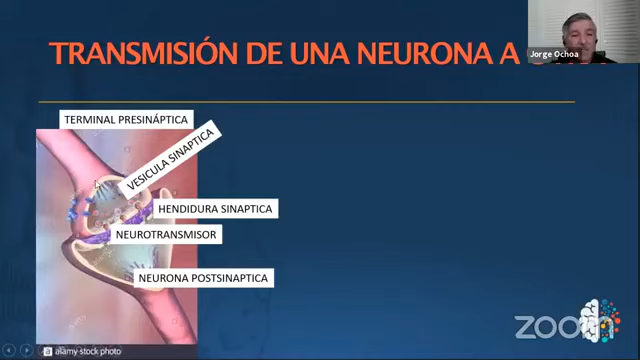 Jorge Ochoa
TRANSMISIÓN DE UNA NEURONA A
TERMINAL PRESINÁPTICA
VESICULA SINAPTICA
HENDIDURA SINAPTICA
NEUROTRANSMISOR
NEURONA POSTSINAPTICA
a alamy stock photo
zoom